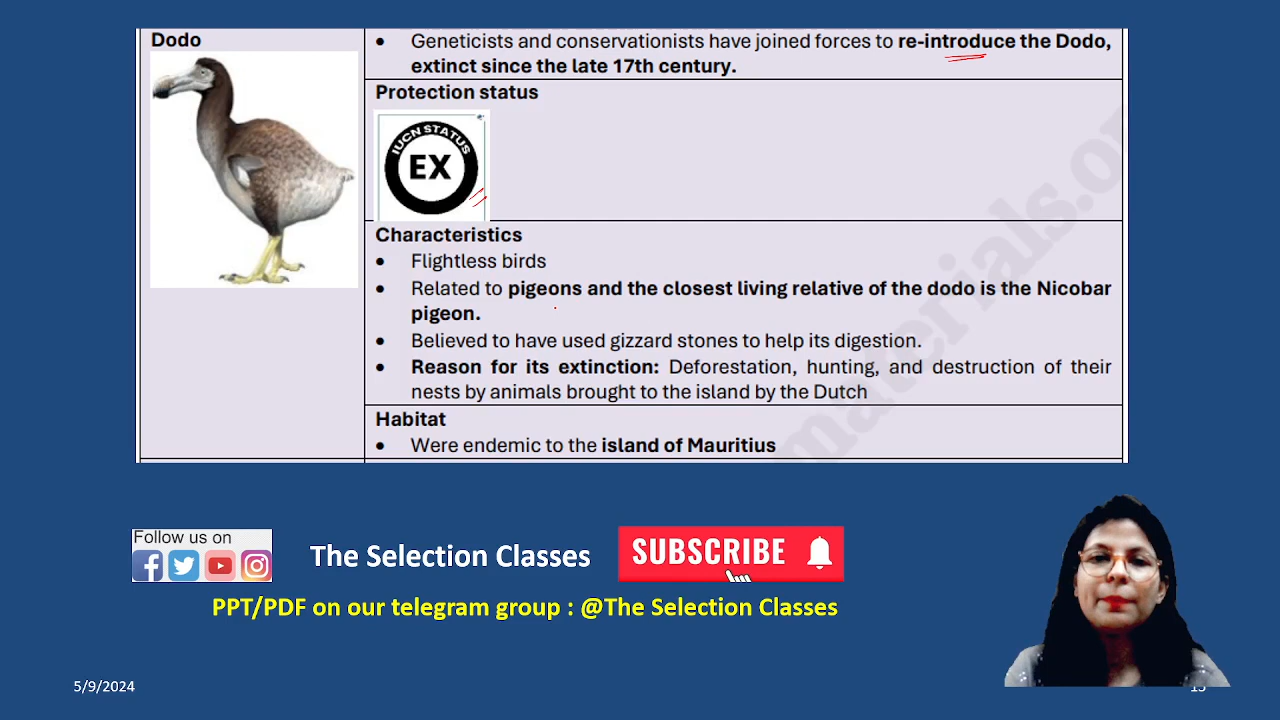 Dodo
• Geneticists and conservationists have joined forces to re-introduce the Dodo,
extinct since the late 17th century.
Protection status
IUCN STATUS
EX
Characteristics
• Flightless birds
• Related to pigeons and the closest living relative of the dodo is the Nicobar
pigeon.
• Believed to have used gizzard stones to help its digestion.
• Reason for its extinction: Deforestation, hunting, and destruction of their
nests by animals brought to the island by the Dutch
Habitat
• Were endemic to the island of Mauritius
materials.o
Follow us on
The Selection Classes
SUBSCRIBE
PPT/PDF on our telegram group : @The Selection Classes
5/9/2024